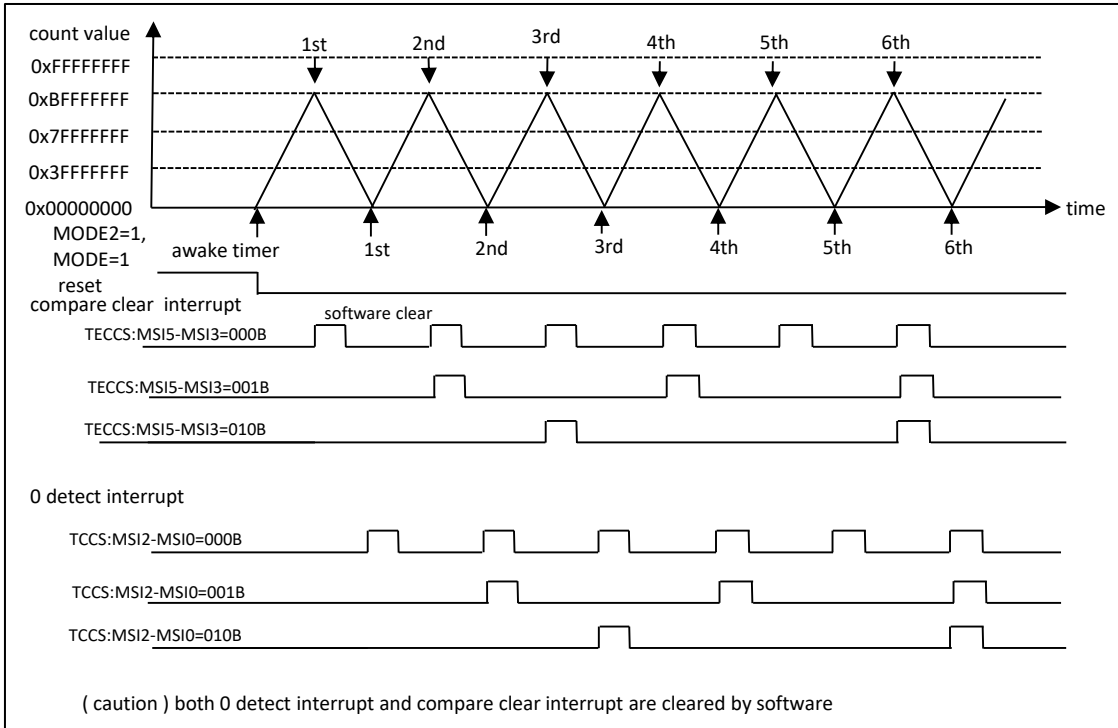 count value
1st 2nd 3rd 4th 5th 6th
0xFFFFFFFF
0xBFFFFFFF
0x7FFFFFFF
0x3FFFFFFF
0x00000000
time
MODE2=1,
MODE=1
awake timer
1st 2nd 3rd 4th 5th 6th
reset
compare clear interrupt
software clear
TECCS:MSI5-MSI3=000B
TECCS:MSI5-MSI3=001B
TECCS:MSI5-MSI3=010B
0 detect interrupt
TCCS:MSI2-MSI0=000B
TCCS:MSI2-MSI0=001B
TCCS:MSI2-MSI0=010B
( caution ) both 0 detect interrupt and compare clear interrupt are cleared by software